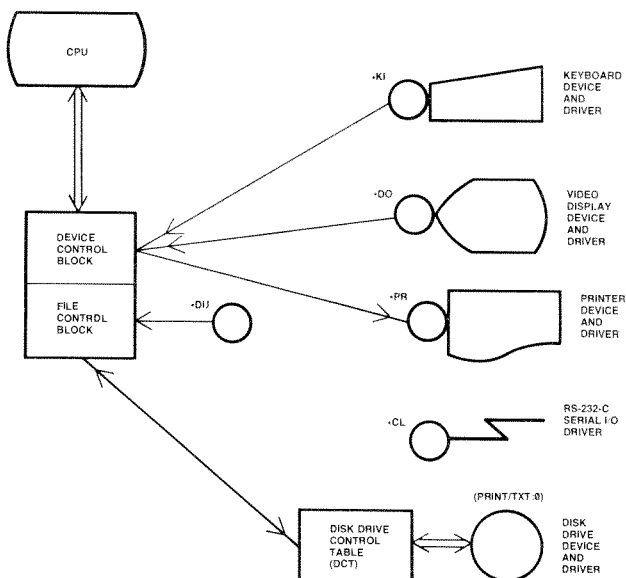 CPU
*KI
KEYBOARD
DEVICE
AND
DRIVER
*DO
VIDEO
DISPLAY
DEVICE
AND
DRIVER
DEVICE
CONTROL
BLOCK
FILE
CONTROL
BLOCK
*DU
*PR
PRINTER
DEVICE
AND
DRIVER
*CL
RS-232-C
SERIAL I/O
DRIVER
(PRINT/TXT:0)
DISK DRIVE
CONTROL
TABLE
(DCT)
DISK
DRIVE
DEVICE
AND
DRIVER